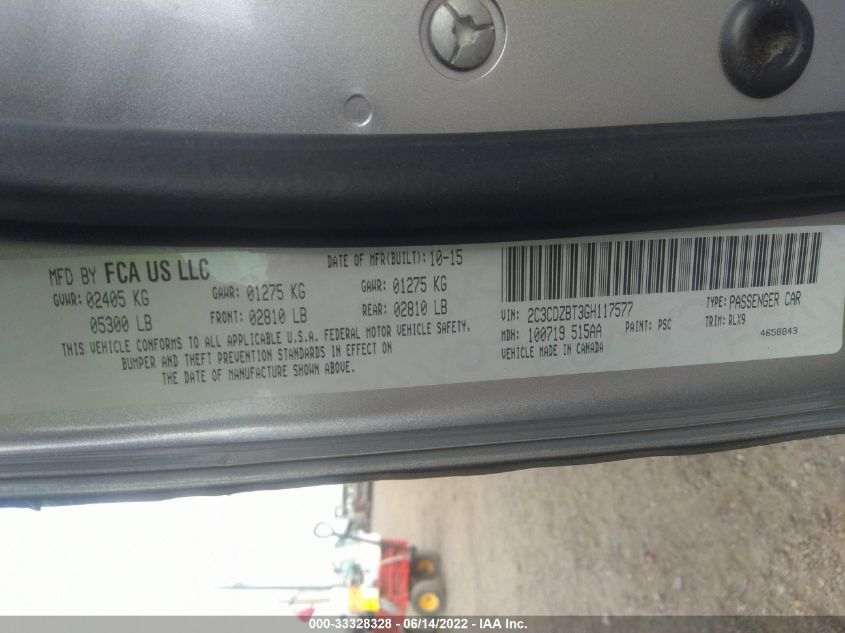 MFD BY FCA US LLC
DATE OF MFR(BUILT): 10-15
GVWR: 02405 KG
GAWR: 01275 KG
GAWR: 01275 KG
05300 LB
FRONT: 02810 LB
REAR: 02810 LB
THIS VEHICLE CONFORMS TO ALL APPLICABLE U.S.A. FEDERAL MOTOR VEHICLE SAFETY,
BUMPER AND THEFT PREVENTION STANDARDS IN EFFECT ON
THE DATE OF MANUFACTURE SHOWN ABOVE.
VIN: 2C3CDZBT3GH117577
TYPE: PASSENGER CAR
MDH: 100719 515AA
PAINT: PSC
TRIM: RLX9
VEHICLE MADE IN CANADA
4658843
000-33328328 - 06/14/2022 - IAA Inc.